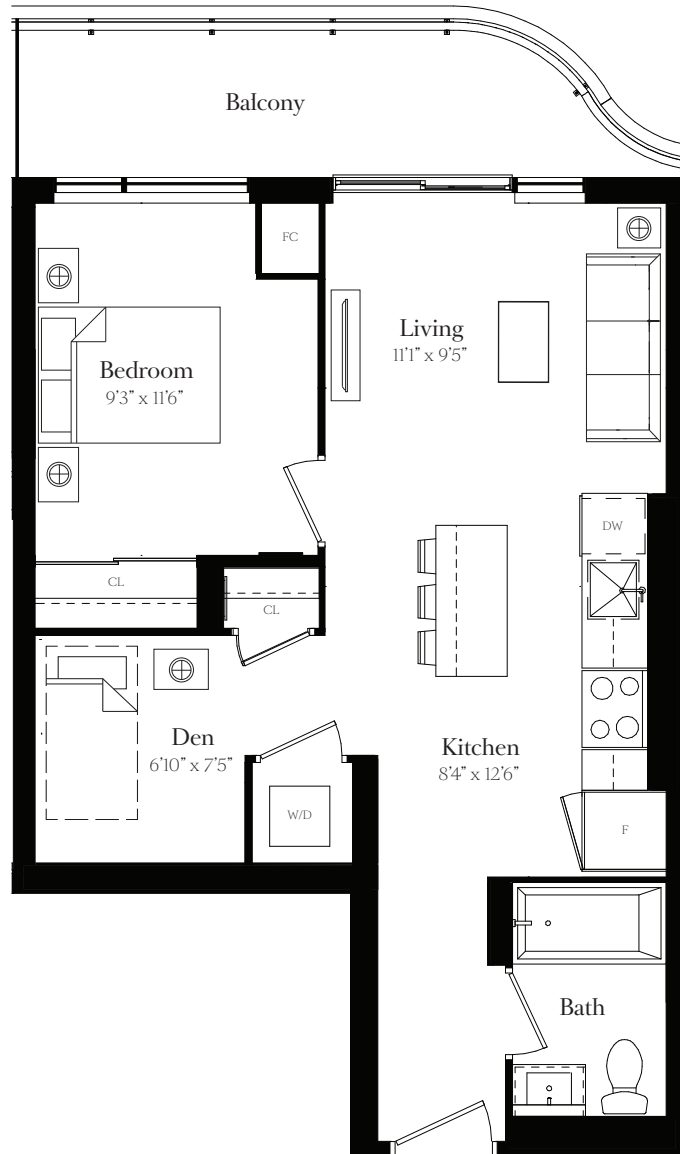 Balcony
FC
Living
11'1" x 9'5"
Bedroom
9'3" x 11'6"
DW
CL
CL
Den
6'10" x 7'5"
Kitchen
8'4" x 12'6"
W/D
F
Bath